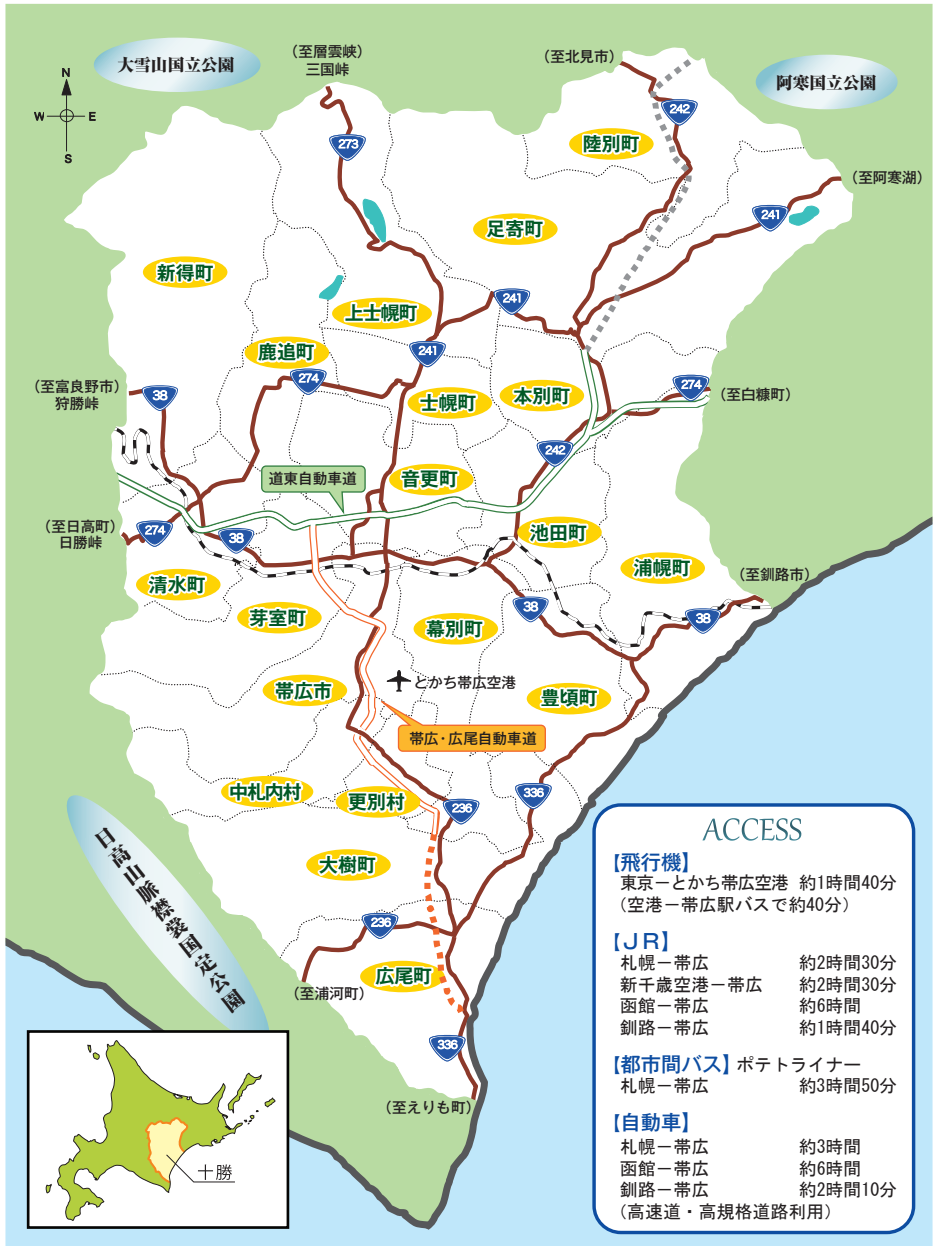 大雪山国立公園
(至層雲峡)
三国峠
(至北見市)
阿寒国立公園
N
W E
S
242
273
陸別町
(至阿寒湖)
241
足寄町
新得町
241
上士幌町
鹿追町
241
274
274
(至富良野市)
狩勝峠
38
士幌町
本別町
(至白糠町)
242
道東自動車道
音更町
(至日高町)
日勝峠
274
38
池田町
浦幌町
(至釧路市)
清水町
芽室町
38
38
幕別町
とかち帯広空港
帯広市
豊頃町
帯広・広尾自動車道
中札内村
更別村
236
336
日高山脈襟裳国定公園
大樹町
236
広尾町
(至浦河町)
336
(至えりも町)
十勝
ACCESS
【飛行機】
東京−とかち帯広空港 約1時間40分
(空港−帯広駅バスで約40分)
【JR】
札幌−帯広 約2時間30分
新千歳空港−帯広 約2時間30分
函館−帯広 約6時間
釧路−帯広 約1時間40分
【都市間バス】ポテトライナー
札幌−帯広 約3時間50分
【自動車】
札幌−帯広 約3時間
函館−帯広 約6時間
釧路−帯広 約2時間10分
(高速道・高規格道路利用)